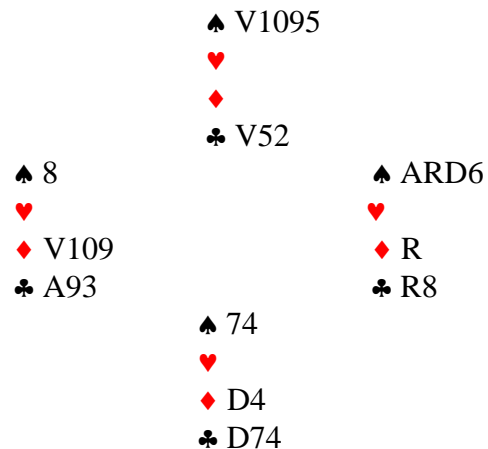 ♠ V1095
♥
♦
♣ V52
♠ 8 ♠ ARD6
♥ ♥
♦ V109 ♦ R
♣ A93 ♣ R8
♠ 74
♥
♦ D4
♣ D74